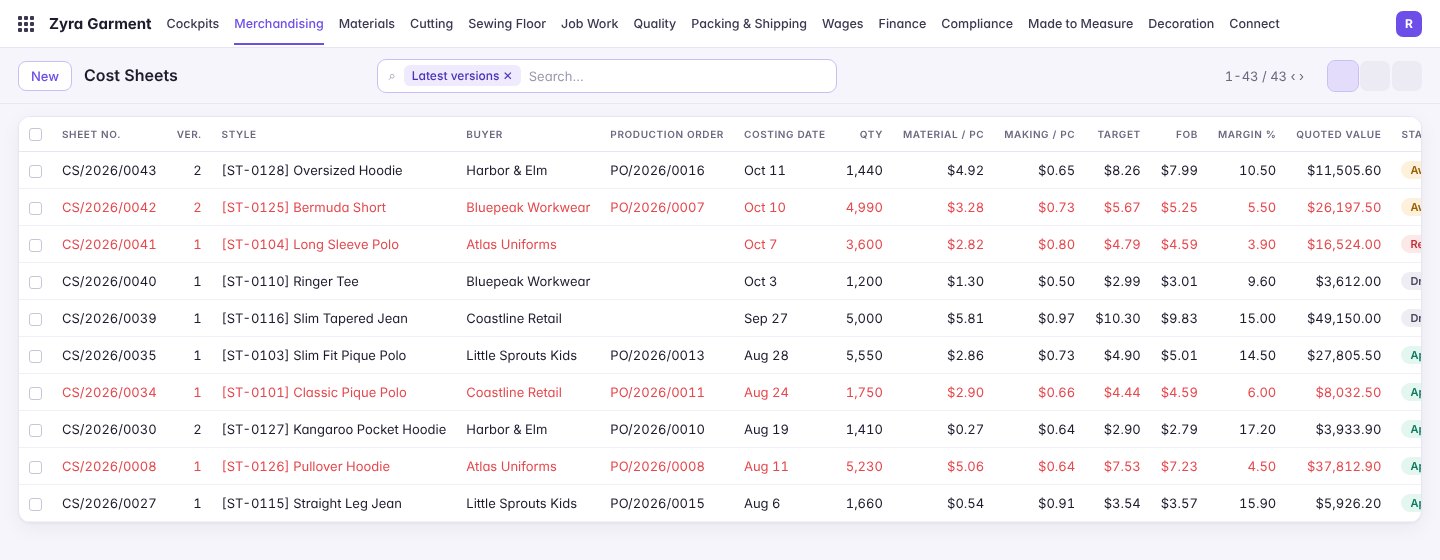 Zyra Garment Cockpits Merchandising Materials Cutting Sewing Floor Job Work Quality Packing & Shipping Wages Finance Compliance Made to Measure Decoration Connect R
New Cost Sheets Latest versions ✕ Search... 1-43 / 43 ‹ ›
SHEET NO. VER. STYLE BUYER PRODUCTION ORDER COSTING DATE QTY MATERIAL / PC MAKING / PC TARGET FOB MARGIN % QUOTED VALUE
CS/2026/0043 2 [ST-0128] Oversized Hoodie Harbor & Elm PO/2026/0016 Oct 11 1,440 $4.92 $0.65 $8.26 $7.99 10.50 $11,505.60
CS/2026/0042 2 [ST-0125] Bermuda Short Bluepeak Workwear PO/2026/0007 Oct 10 4,990 $3.28 $0.73 $5.67 $5.25 5.50 $26,197.50
CS/2026/0041 1 [ST-0104] Long Sleeve Polo Atlas Uniforms Oct 7 3,600 $2.82 $0.80 $4.79 $4.59 3.90 $16,524.00
CS/2026/0040 1 [ST-0110] Ringer Tee Bluepeak Workwear Oct 3 1,200 $1.30 $0.50 $2.99 $3.01 9.60 $3,612.00
CS/2026/0039 1 [ST-0116] Slim Tapered Jean Coastline Retail Sep 27 5,000 $5.81 $0.97 $10.30 $9.83 15.00 $49,150.00
CS/2026/0035 1 [ST-0103] Slim Fit Pique Polo Little Sprouts Kids PO/2026/0013 Aug 28 5,550 $2.86 $0.73 $4.90 $5.01 14.50 $27,805.50
CS/2026/0034 1 [ST-0101] Classic Pique Polo Coastline Retail PO/2026/0011 Aug 24 1,750 $2.90 $0.66 $4.44 $4.59 6.00 $8,032.50
CS/2026/0030 2 [ST-0127] Kangaroo Pocket Hoodie Harbor & Elm PO/2026/0010 Aug 19 1,410 $0.27 $0.64 $2.90 $2.79 17.20 $3,933.90
CS/2026/0008 1 [ST-0126] Pullover Hoodie Atlas Uniforms PO/2026/0008 Aug 11 5,230 $5.06 $0.64 $7.53 $7.23 4.50 $37,812.90
CS/2026/0027 1 [ST-0115] Straight Leg Jean Little Sprouts Kids PO/2026/0015 Aug 6 1,660 $0.54 $0.91 $3.54 $3.57 15.90 $5,926.20